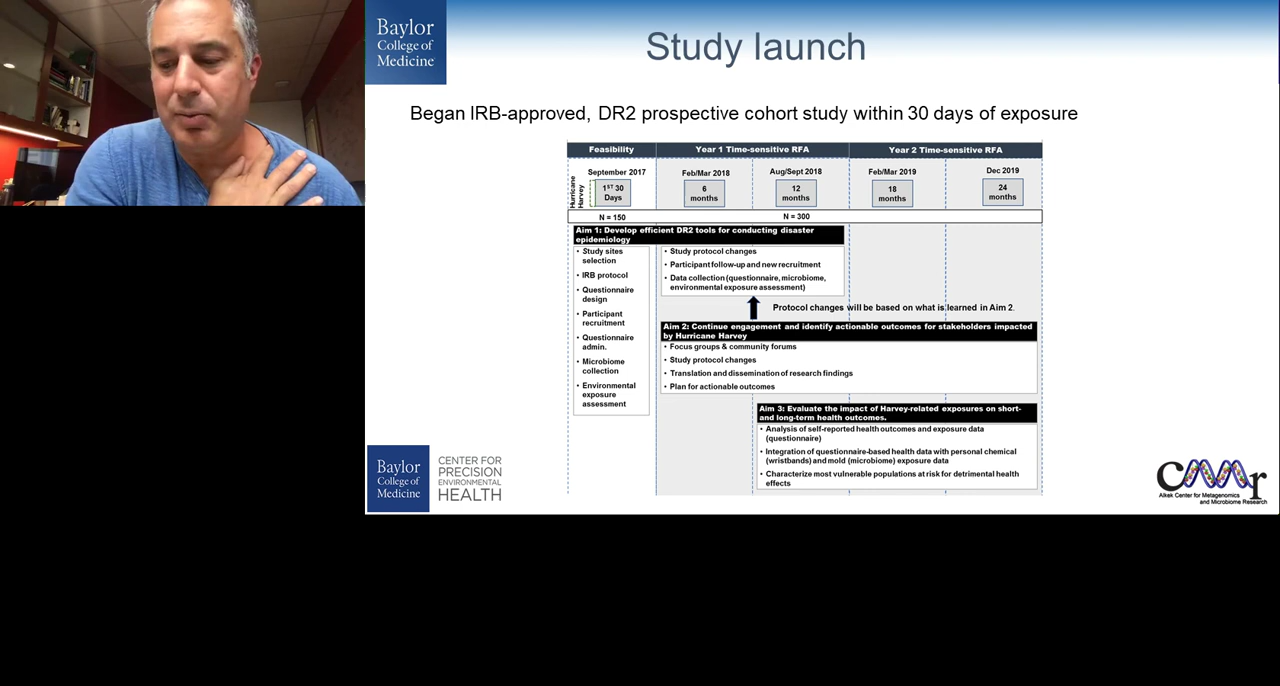 Baylor
College of
Medicine
Study launch
Began IRB-approved, DR2 prospective cohort study within 30 days of exposure
Feasibility
Year 1 Time-sensitive RFA
Year 2 Time-sensitive RFA
Hurricane
Harvey
September 2017
1ST 30
Days
Feb/Mar 2018
6
months
Aug/Sept 2018
12
months
Feb/Mar 2019
18
months
Dec 2019
24
months
N = 150
N = 300
Aim 1: Develop efficient DR2 tools for conducting disaster
epidemiology
• Study sites
selection
• IRB protocol
• Questionnaire
design
• Participant
recruitment
• Questionnaire
admin.
• Microbiome
collection
• Environmental
exposure
assessment
• Study protocol changes
• Participant follow-up and new recruitment
• Data collection (questionnaire, microbiome,
environmental exposure assessment)
Protocol changes will be based on what is learned in Aim 2.
Aim 2: Continue engagement and identify actionable outcomes for stakeholders impacted
by Hurricane Harvey
• Focus groups & community forums
• Study protocol changes
• Translation and dissemination of research findings
• Plan for actionable outcomes
Aim 3: Evaluate the impact of Harvey-related exposures on short-
and long-term health outcomes.
• Analysis of self-reported health outcomes and exposure data
(questionnaire)
• Integration of questionnaire-based health data with personal chemical
(wristbands) and mold (microbiome) exposure data
• Characterize most vulnerable populations at risk for detrimental health
effects
Baylor
College of
Medicine
CENTER FOR
PRECISION
ENVIRONMENTAL
HEALTH
CMMR
Alkek Center for Metagenomics
and Microbiome Research